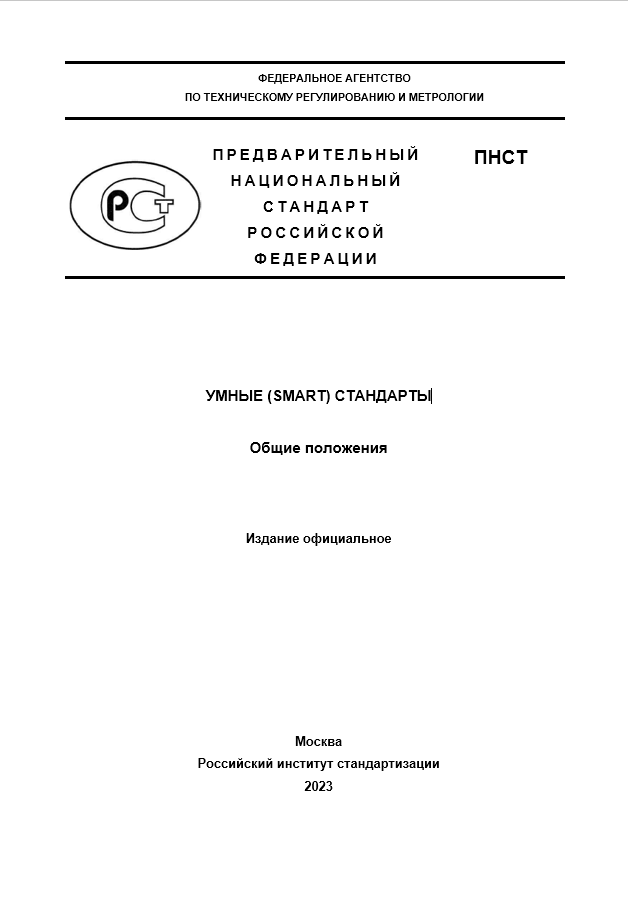 ФЕДЕРАЛЬНОЕ АГЕНТСТВО
ПО ТЕХНИЧЕСКОМУ РЕГУЛИРОВАНИЮ И МЕТРОЛОГИИ
РСТ
ПРЕДВАРИТЕЛЬНЫЙ
НАЦИОНАЛЬНЫЙ
СТАНДАРТ
РОССИЙСКОЙ
ФЕДЕРАЦИИ
ПНСТ
УМНЫЕ (SMART) СТАНДАРТЫ
Общие положения
Издание официальное
Москва
Российский институт стандартизации
2023